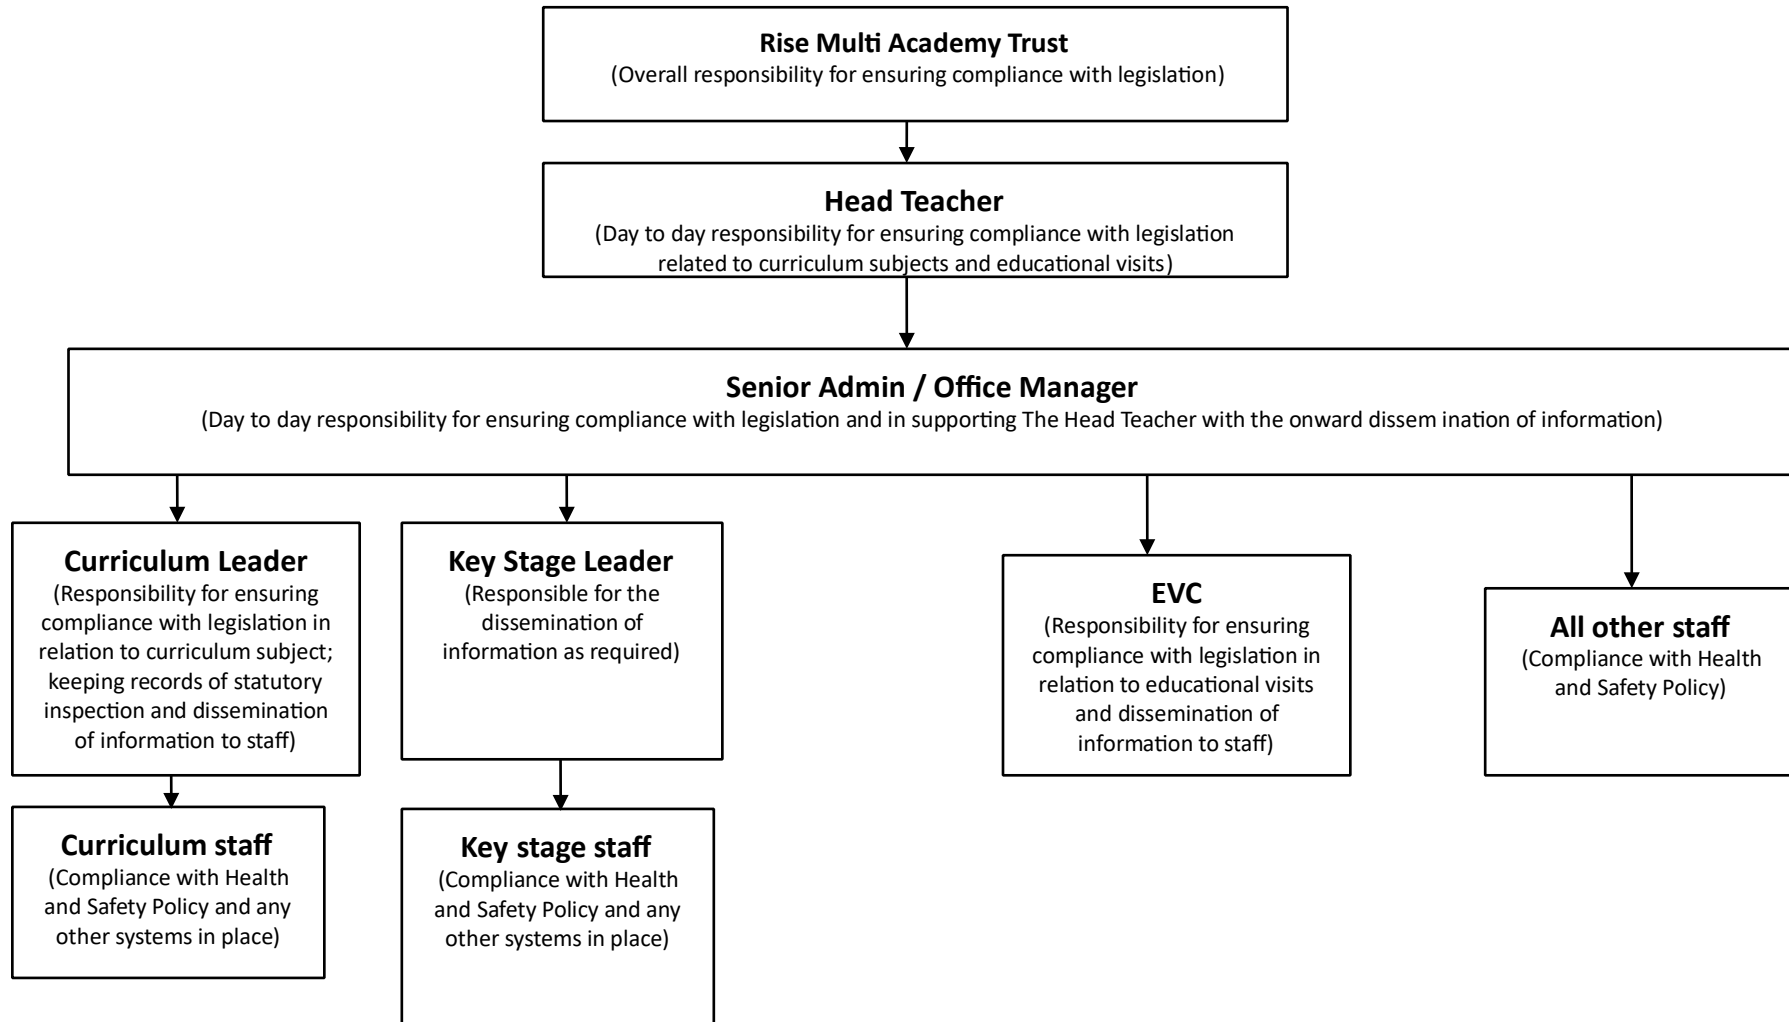 Rise Multi Academy Trust
(Overall responsibility for ensuring compliance with legislation)
Head Teacher
(Day to day responsibility for ensuring compliance with legislation
related to curriculum subjects and educational visits)
Senior Admin / Office Manager
(Day to day responsibility for ensuring compliance with legislation and in supporting The Head Teacher with the onward dissem ination of information)
Curriculum Leader
(Responsibility for ensuring
compliance with legislation in
relation to curriculum subject;
keeping records of statutory
inspection and dissemination
of information to staff)
Key Stage Leader
(Responsible for the
dissemination of
information as required)
EVC
(Responsibility for ensuring
compliance with legislation in
relation to educational visits
and dissemination of
information to staff)
All other staff
(Compliance with Health
and Safety Policy)
Curriculum staff
(Compliance with Health
and Safety Policy and any
other systems in place)
Key stage staff
(Compliance with Health
and Safety Policy and any
other systems in place)